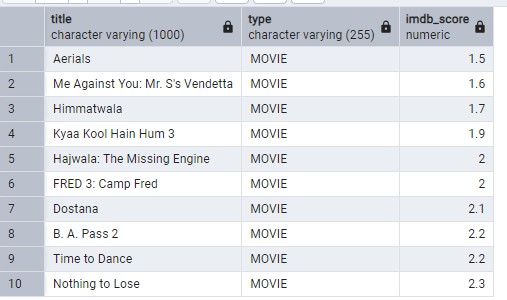 title type imdb_score
character varying (1000) character varying (255) numeric
1 Aerials MOVIE 1.5
2 Me Against You: Mr. S's Vendetta MOVIE 1.6
3 Himmatwala MOVIE 1.7
4 Kyaa Kool Hain Hum 3 MOVIE 1.9
5 Hajwala: The Missing Engine MOVIE 2
6 FRED 3: Camp Fred MOVIE 2
7 Dostana MOVIE 2.1
8 B. A. Pass 2 MOVIE 2.2
9 Time to Dance MOVIE 2.2
10 Nothing to Lose MOVIE 2.3